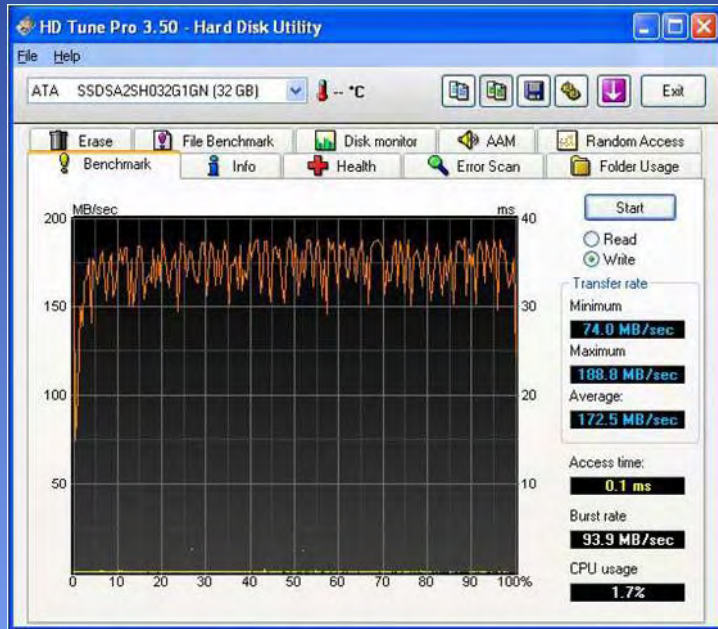 HD Tune Pro 3.50 - Hard Disk Utility
File Help
ATA SSDSA2SH032G1GN (32 GB) -- °C Exit
Erase File Benchmark Disk monitor AAM Random Access
Benchmark Info Health Error Scan Folder Usage
MB/sec ms
200 40
150 30
100 20
50 10
0 10 20 30 40 50 60 70 80 90 100%
Start
Read
Write
Transfer rate
Minimum
74.0 MB/sec
Maximum
188.8 MB/sec
Average:
172.5 MB/sec
Access time:
0.1 ms
Burst rate
93.9 MB/sec
CPU usage
1.7%